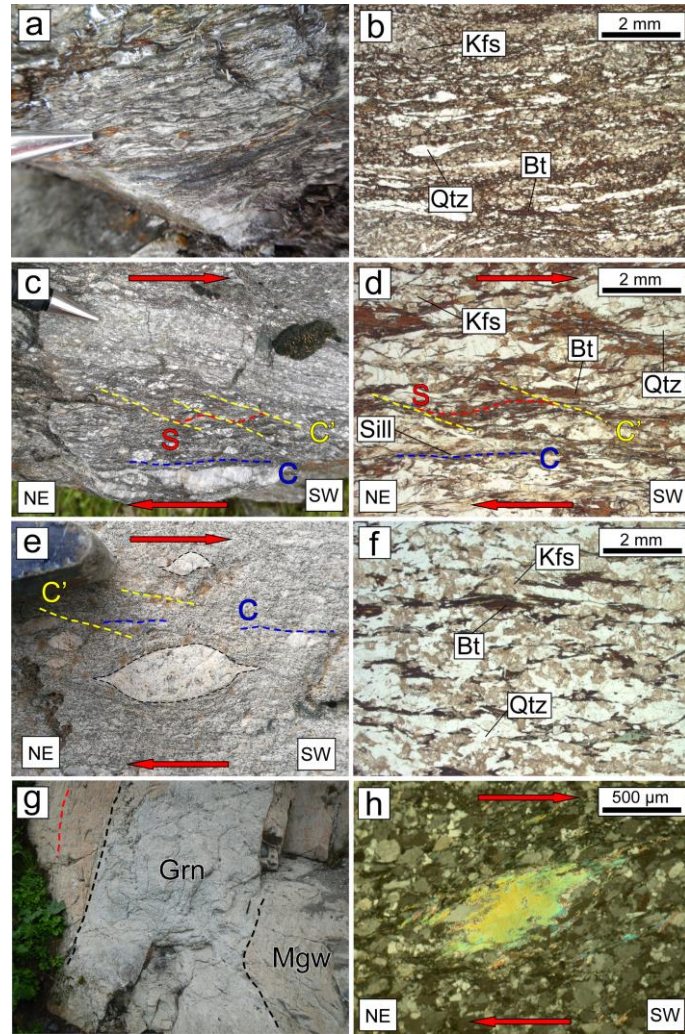 a
b
Kfs
2 mm
Qtz
Bt
c
S
C'
C
NE
SW
d
2 mm
Kfs
Bt
Qtz
S
Sill
C'
C
NE
SW
e
C'
C
NE
SW
f
2 mm
Kfs
Bt
Qtz
g
Grn
Mgw
h
500 µm
NE
SW